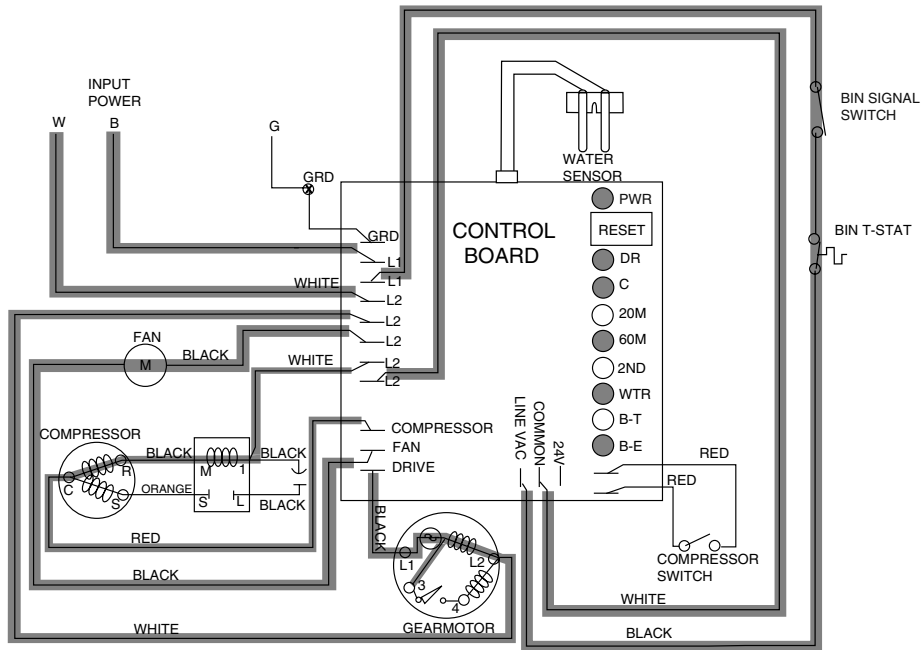 INPUT
POWER
W
B
G
GRD
WATER
SENSOR
BIN SIGNAL
SWITCH
BIN T-STAT
CONTROL
BOARD
PWR
RESET
DR
C
20M
60M
2ND
WTR
B-T
B-E
GRD
L1
L1
WHITE
L2
L2
L2
FAN
M
BLACK
WHITE
L2
L2
COMPRESSOR
FAN
DRIVE
LINE VAC
COMMON
24V
COMPRESSOR
R
C
S
BLACK
M
1
BLACK
ORANGE
S
L
BLACK
RED
BLACK
WHITE
BLACK
L1
L2
3
4
GEARMOTOR
RED
RED
COMPRESSOR
SWITCH
WHITE
BLACK